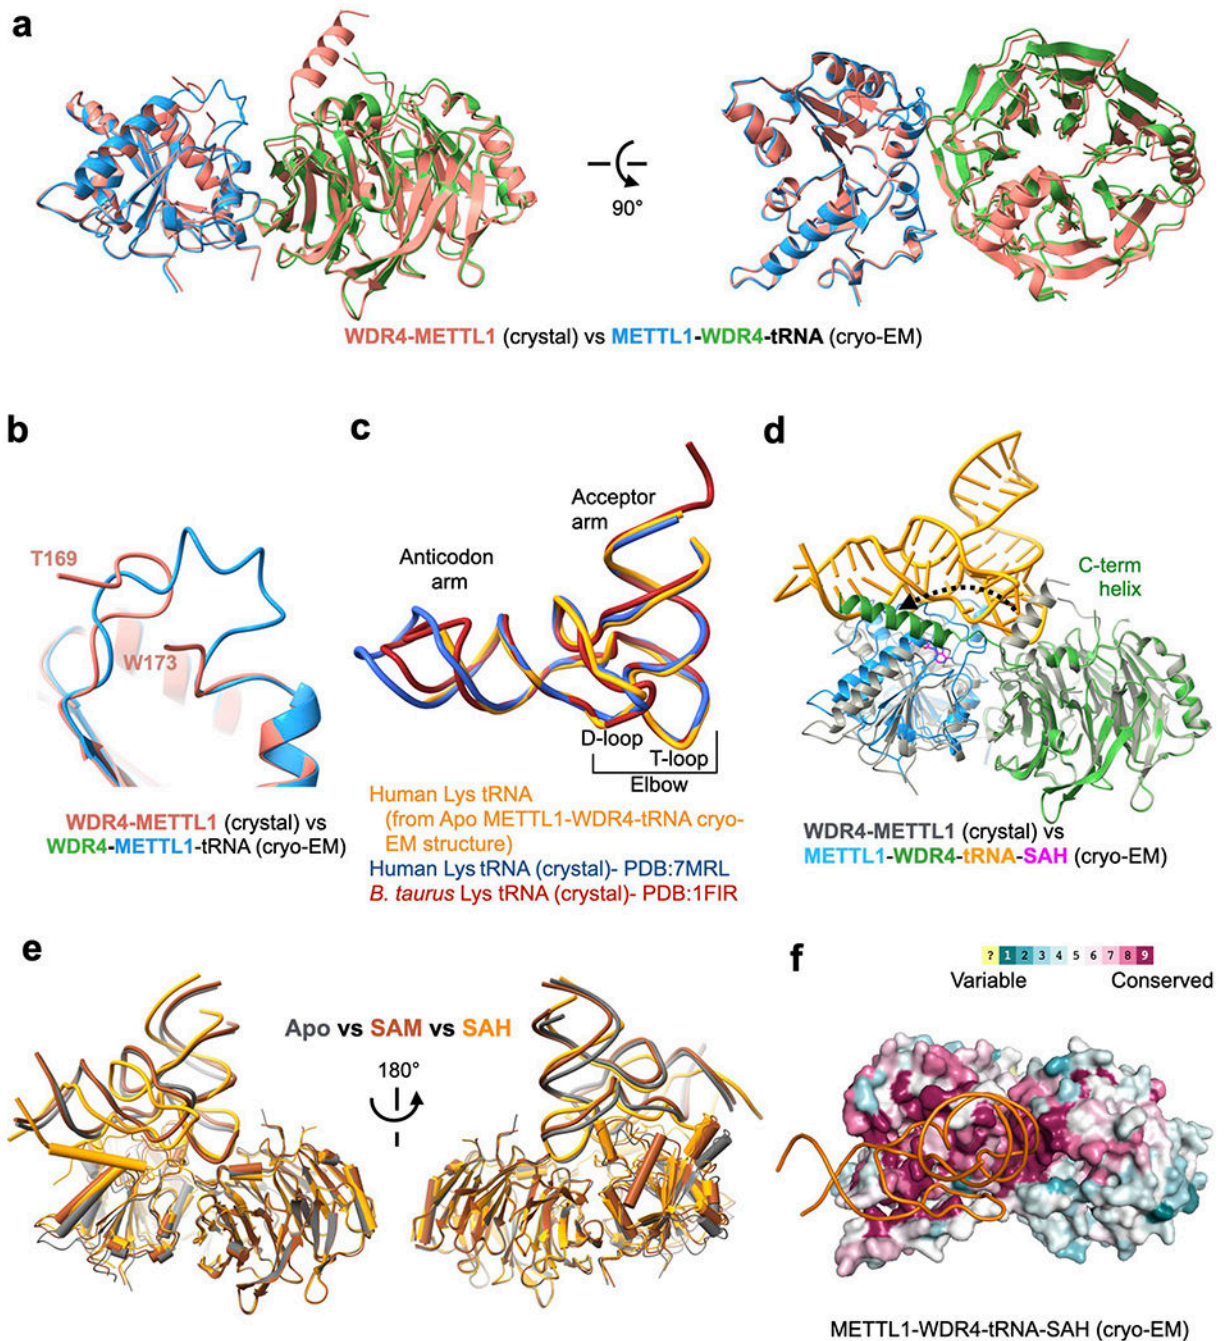 a
90°
WDR4-METTL1 (crystal) vs METTL1-WDR4-tRNA (cryo-EM)
b
T169
W173
WDR4-METTL1 (crystal) vs
WDR4-METTL1-tRNA (cryo-EM)
c
Acceptor
arm
Anticodon
arm
D-loop
T-loop
Elbow
Human Lys tRNA
(from Apo METTL1-WDR4-tRNA cryo-
EM structure)
Human Lys tRNA (crystal)- PDB:7MRL
B. taurus Lys tRNA (crystal)- PDB:1FIR
d
C-term
helix
WDR4-METTL1 (crystal) vs
METTL1-WDR4-tRNA-SAH (cryo-EM)
e
Apo vs SAM vs SAH
180°
f
? 1 2 3 4 5 6 7 8 9
Variable Conserved
METTL1-WDR4-tRNA-SAH (cryo-EM)